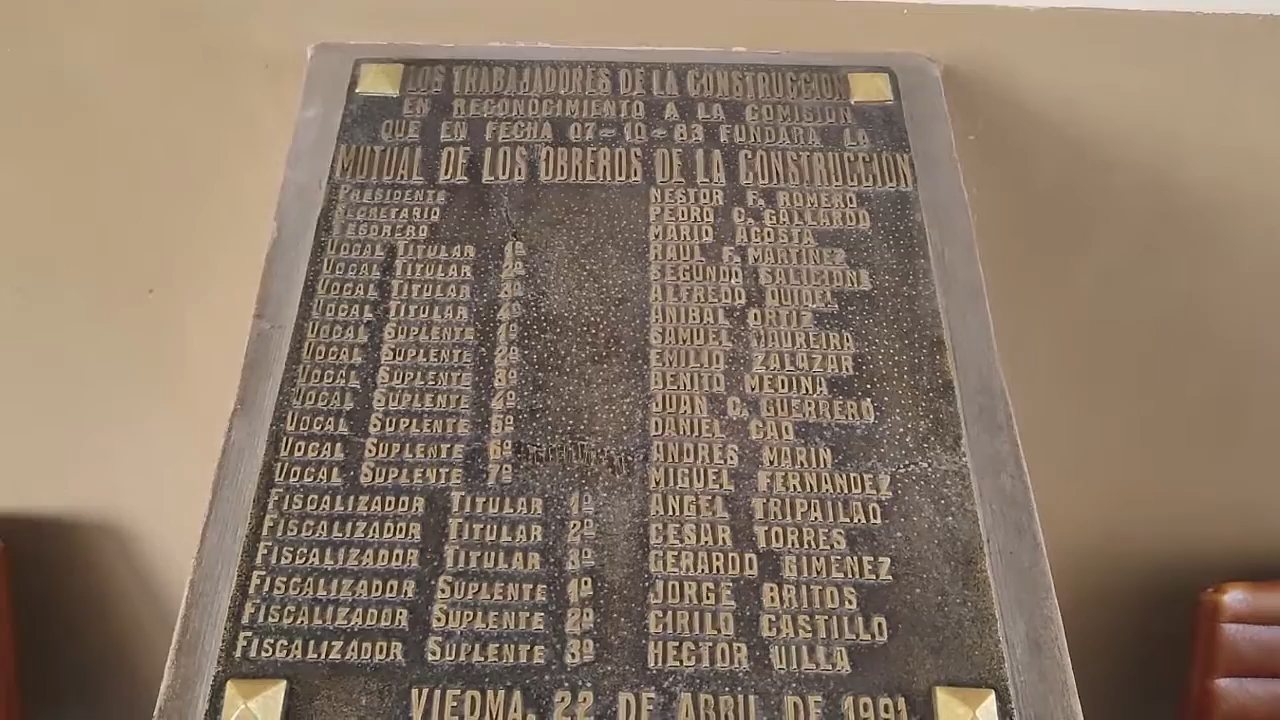 LOS TRABAJADORES DE LA CONSTRUCCION
EN RECONOCIMIENTO A LA COMISION
QUE EN FECHA 07-10-83 FUNDARA LA
MUTUAL DE LOS OBREROS DE LA CONSTRUCCION
PRESIDENTE NESTOR F. ROMERO
SECRETARIO PEDRO C. GALLARDO
TESORERO MARIO ACOSTA
VOCAL TITULAR 1º RAUL F. MARTINEZ
VOCAL TITULAR 2º SEGUNDO SALICIONI
VOCAL TITULAR 3º ALFREDO QUIDEL
VOCAL TITULAR 4º ANIBAL ORTIZ
VOCAL SUPLENTE 1º SAMUEL MAUREIRA
VOCAL SUPLENTE 2º EMILIO ZALAZAR
VOCAL SUPLENTE 3º BENITO MEDINA
VOCAL SUPLENTE 4º JUAN C. GUERRERO
VOCAL SUPLENTE 5º DANIEL CAO
VOCAL SUPLENTE 6º ANDRES MARIN
VOCAL SUPLENTE 7º MIGUEL FERNANDEZ
FISCALIZADOR TITULAR 1º ANGEL TRIPAILAO
FISCALIZADOR TITULAR 2º CESAR TORRES
FISCALIZADOR TITULAR 3º GERARDO GIMENEZ
FISCALIZADOR SUPLENTE 1º JORGE BRITOS
FISCALIZADOR SUPLENTE 2º CIRILO CASTILLO
FISCALIZADOR SUPLENTE 3º HECTOR VILLA
VIEDMA, 22 DE ABRIL DE 1991